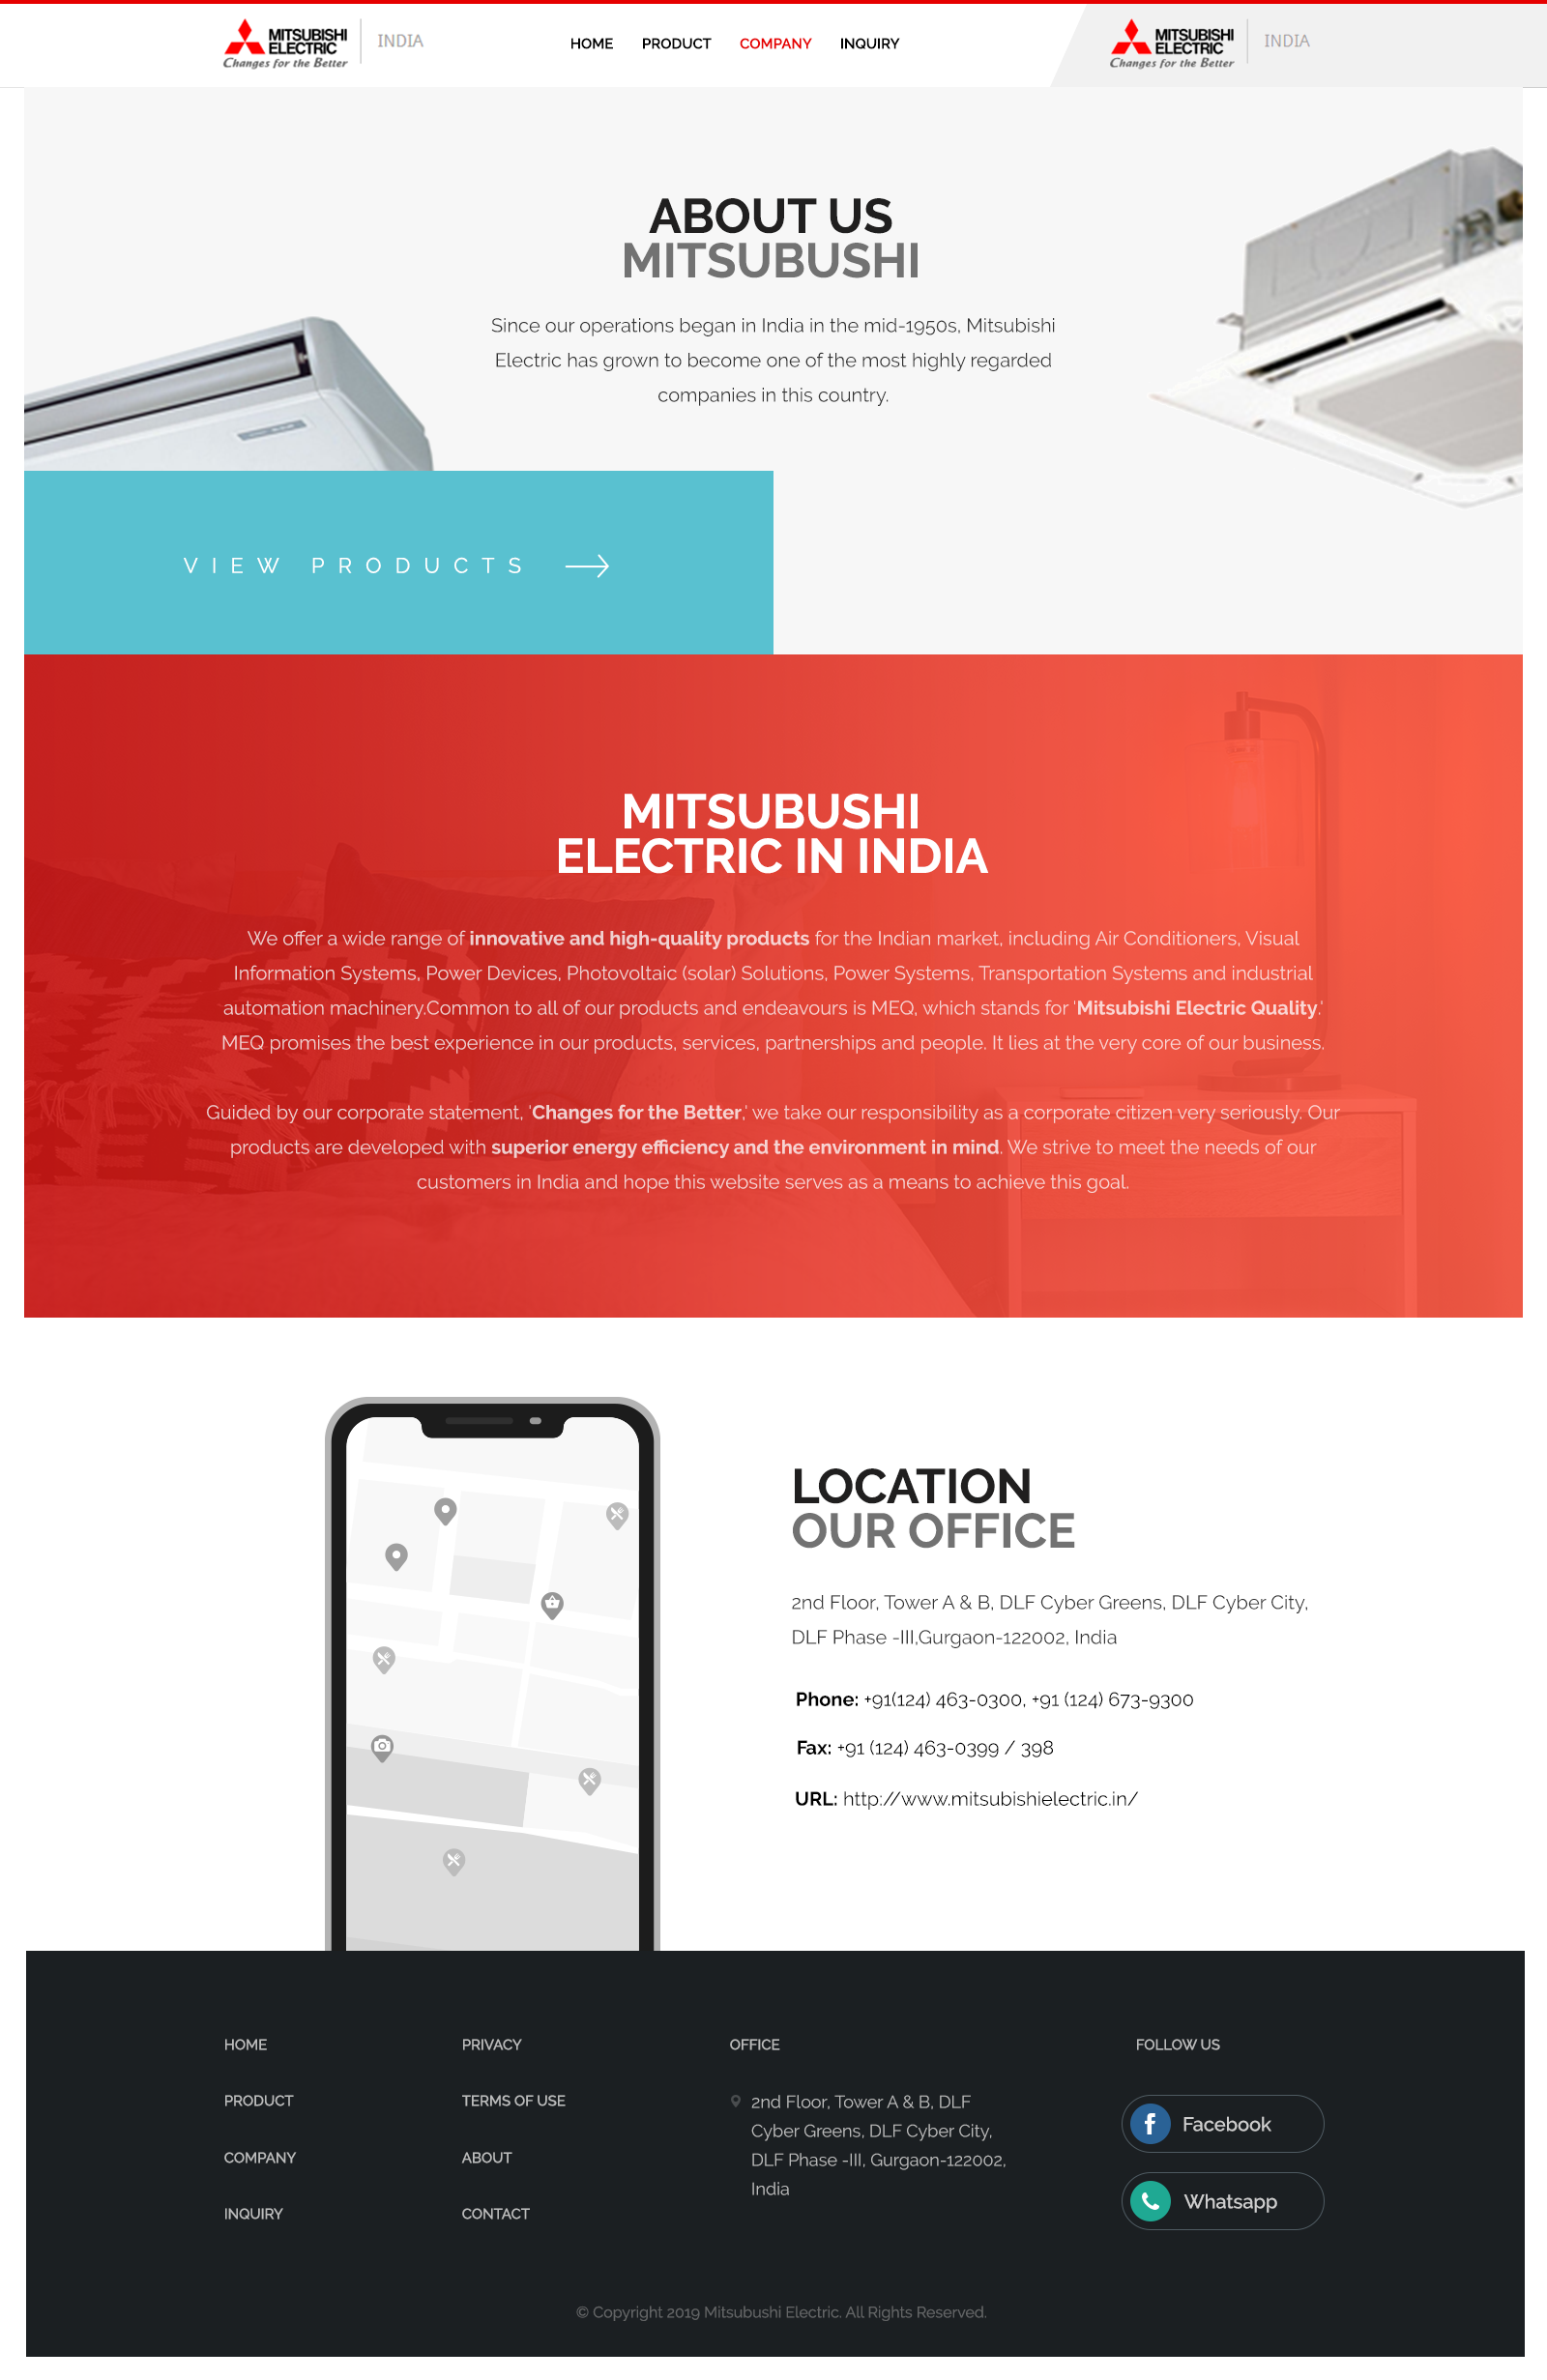 MITSUBISHI
ELECTRIC
Changes for the Better
INDIA
HOME
PRODUCT
COMPANY
INQUIRY
MITSUBISHI
ELECTRIC
Changes for the Better
INDIA
ABOUT US
MITSUBUSHI
Since our operations began in India in the mid-1950s, Mitsubishi
Electric has grown to become one of the most highly regarded
companies in this country.
VIEW PRODUCTS
MITSUBUSHI
ELECTRIC IN INDIA
We offer a wide range of innovative and high-quality products for the Indian market, including Air Conditioners, Visual
Information Systems, Power Devices, Photovoltaic (solar) Solutions, Power Systems, Transportation Systems and industrial
automation machinery.Common to all of our products and endeavours is MEQ, which stands for 'Mitsubishi Electric Quality.'
MEQ promises the best experience in our products, services, partnerships and people. It lies at the very core of our business.
Guided by our corporate statement, 'Changes for the Better,' we take our responsibility as a corporate citizen very seriously. Our
products are developed with superior energy efficiency and the environment in mind. We strive to meet the needs of our
customers in India and hope this website serves as a means to achieve this goal.
LOCATION
OUR OFFICE
2nd Floor, Tower A & B, DLF Cyber Greens, DLF Cyber City,
DLF Phase -III,Gurgaon-122002, India
Phone: +91(124) 463-0300, +91 (124) 673-9300
Fax: +91 (124) 463-0399 / 398
URL: http://www.mitsubishielectric.in/
HOME
PRODUCT
COMPANY
INQUIRY
PRIVACY
TERMS OF USE
ABOUT
CONTACT
OFFICE
2nd Floor, Tower A & B, DLF
Cyber Greens, DLF Cyber City,
DLF Phase -III, Gurgaon-122002,
India
FOLLOW US
Facebook
Whatsapp
© Copyright 2019 Mitsubushi Electric. All Rights Reserved.